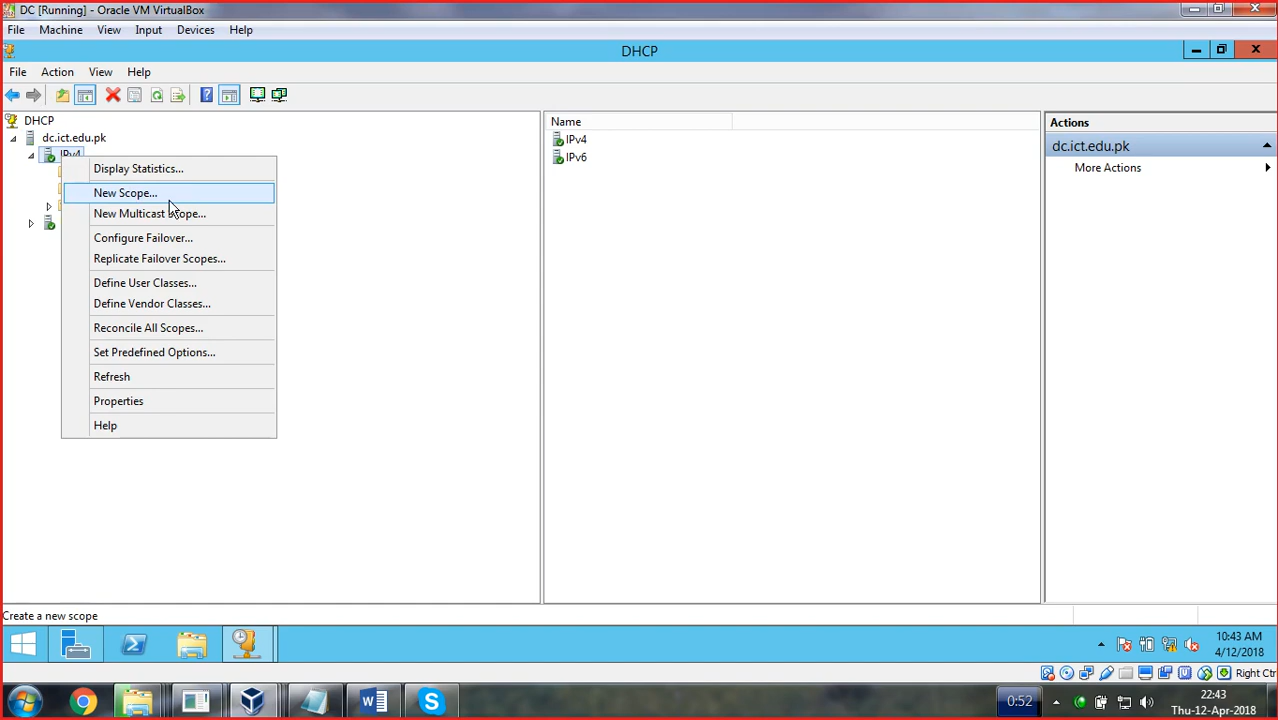 DC [Running] - Oracle VM VirtualBox
File Machine View Input Devices Help
DHCP
File Action View Help
DHCP
dc.ict.edu.pk
IPv4
Display Statistics...
New Scope...
New Multicast Scope...
Configure Failover...
Replicate Failover Scopes...
Define User Classes...
Define Vendor Classes...
Reconcile All Scopes...
Set Predefined Options...
Refresh
Properties
Help
Name
IPv4
IPv6
Actions
dc.ict.edu.pk
More Actions
Create a new scope
10:43 AM
4/12/2018
Right Ctr
0:52
22:43
Thu-12-Apr-2018